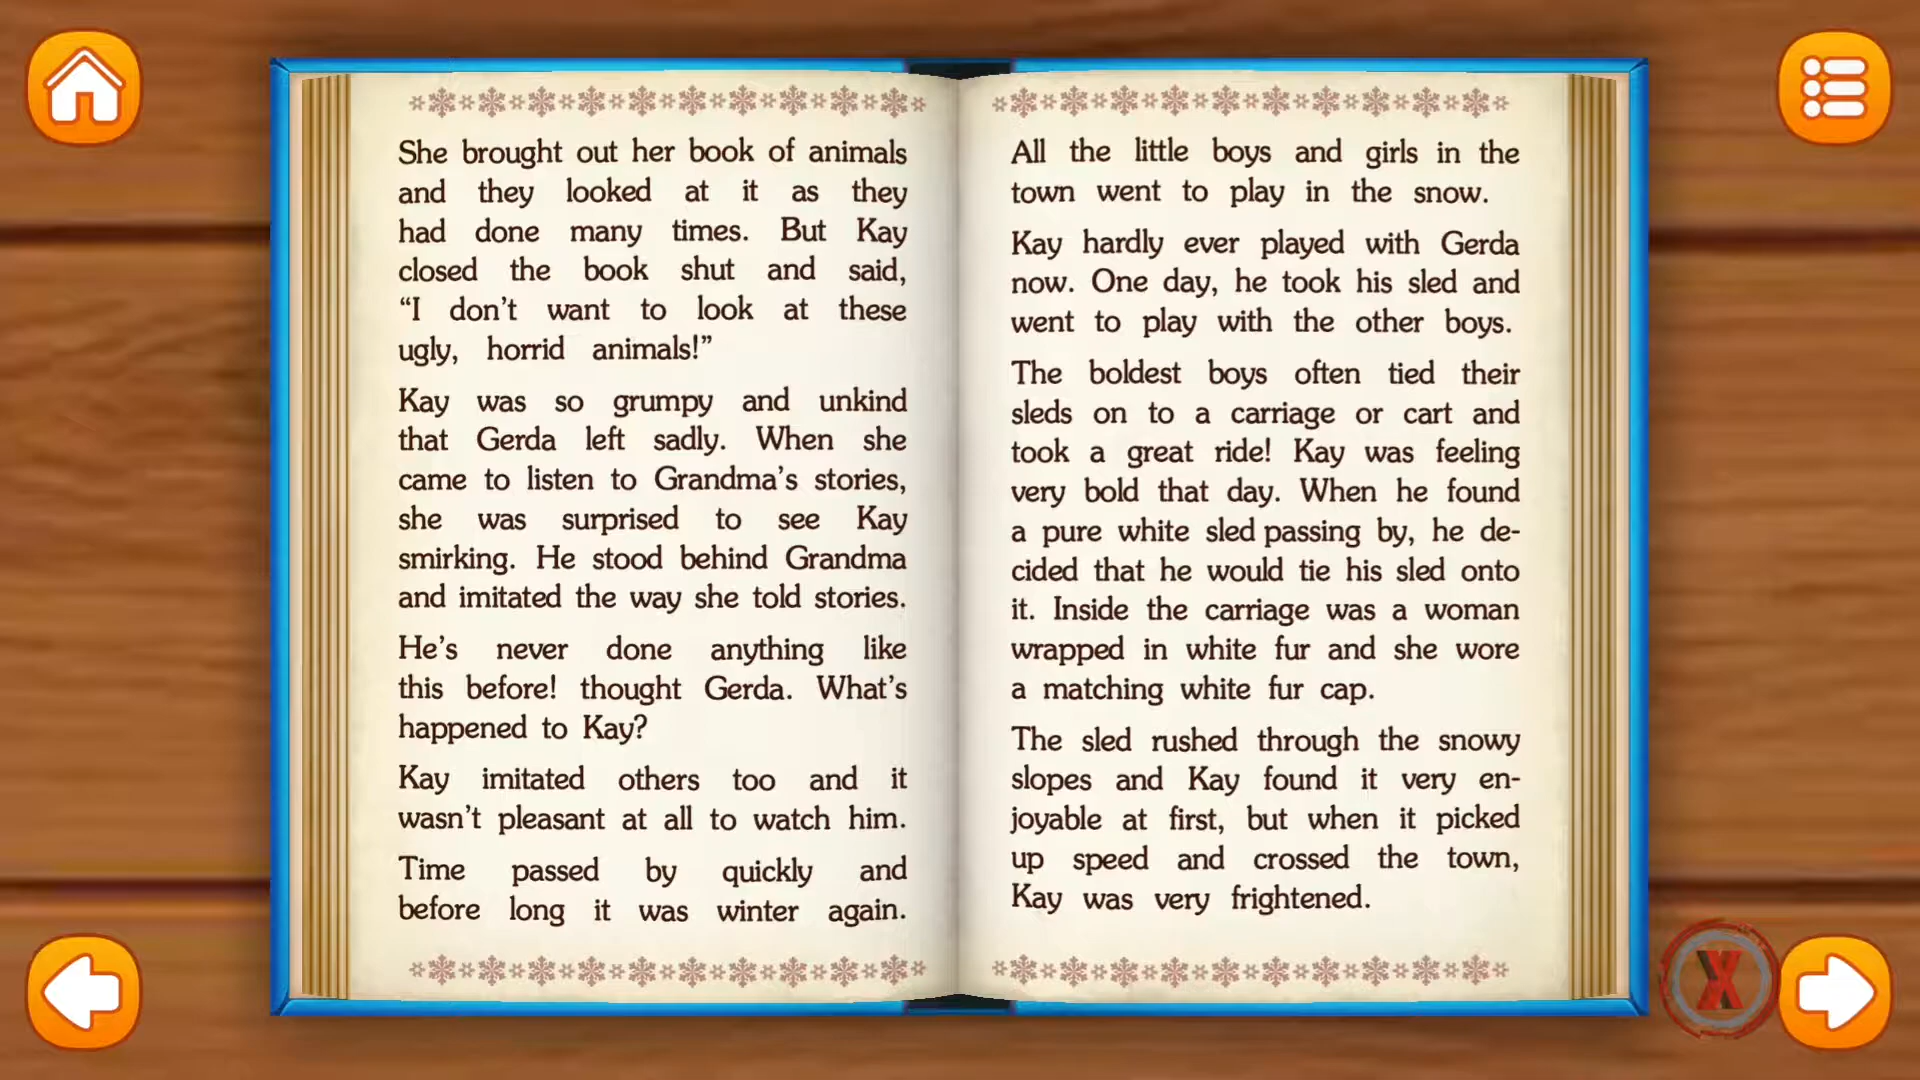 She brought out her book of animals
and they looked at it as they
had done many times. But Kay
closed the book shut and said,
“I don’t want to look at these
ugly, horrid animals!”
Kay was so grumpy and unkind
that Gerda left sadly. When she
came to listen to Grandma’s stories,
she was surprised to see Kay
smirking. He stood behind Grandma
and imitated the way she told stories.
He’s never done anything like
this before! thought Gerda. What’s
happened to Kay?
Kay imitated others too and it
wasn’t pleasant at all to watch him.
Time passed by quickly and
before long it was winter again.
All the little boys and girls in the
town went to play in the snow.
Kay hardly ever played with Gerda
now. One day, he took his sled and
went to play with the other boys.
The boldest boys often tied their
sleds on to a carriage or cart and
took a great ride! Kay was feeling
very bold that day. When he found
a pure white sled passing by, he de-
cided that he would tie his sled onto
it. Inside the carriage was a woman
wrapped in white fur and she wore
a matching white fur cap.
The sled rushed through the snowy
slopes and Kay found it very en-
joyable at first, but when it picked
up speed and crossed the town,
Kay was very frightened.
X